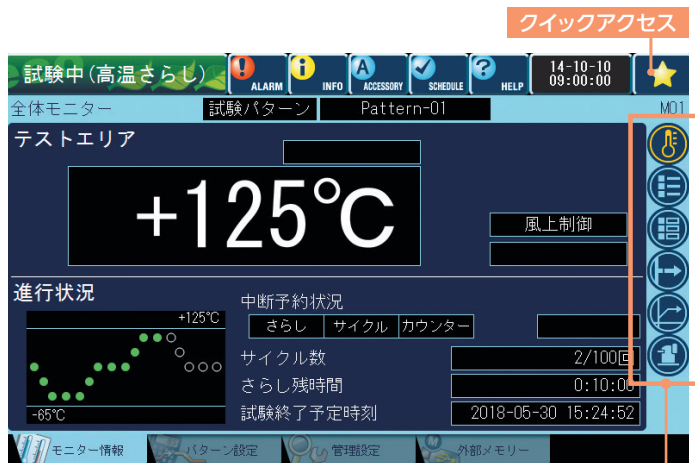 クイックアクセス
試験中(高温さらし)
ALARM
INFO
ACCESSORY
SCHEDULE
HELP
14-10-10
09:00:00
全体モニター
試験パターン
Pattern-01
M01
テストエリア
+125℃
風上制御
進行状況
+125℃
-65℃
中断予約状況
さらし
サイクル
カウンター
サイクル数
2/100回
さらし残時間
0:10:00
試験終了予定時刻
2018-05-30 15:24:52
モニター情報
パターン設定
管理設定
外部メモリー